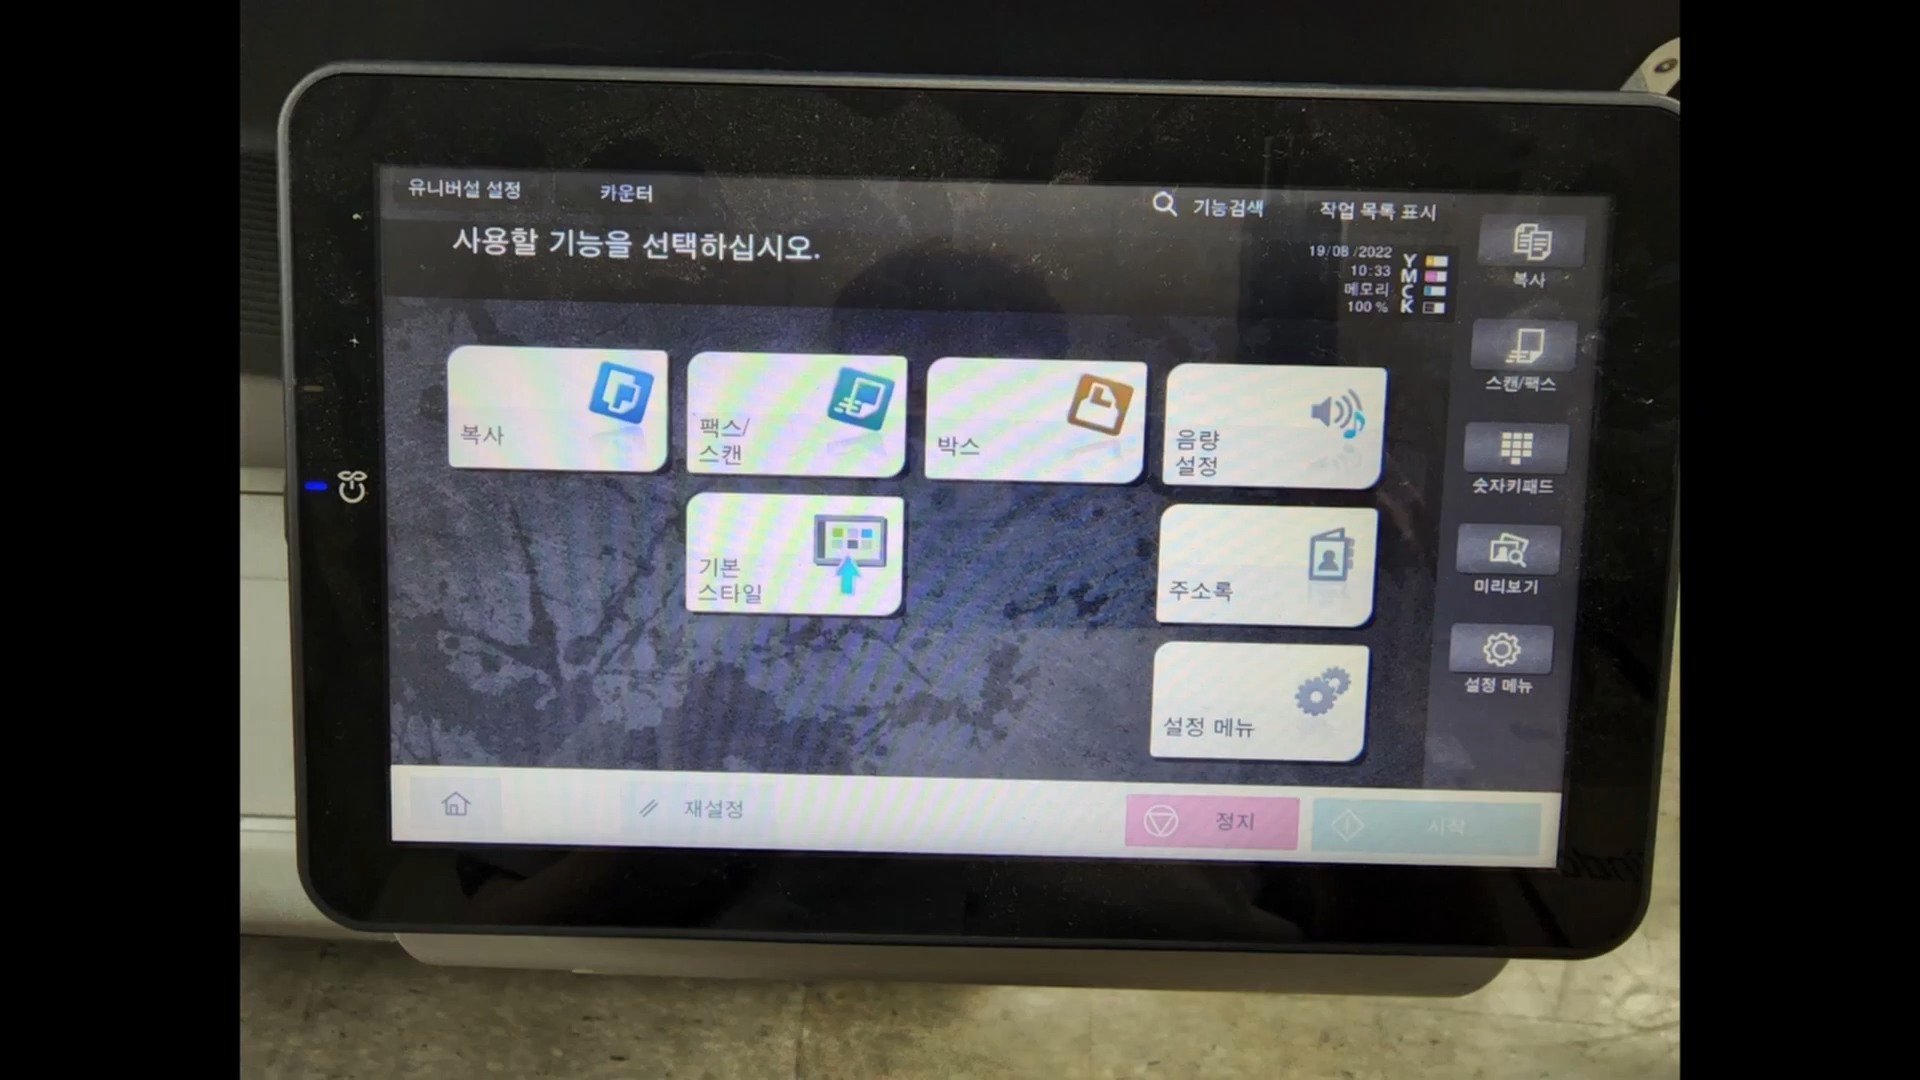 유니버설 설정
카운터
기능검색
작업 목록 표시
사용할 기능을 선택하십시오.
19/08 /2022
10:33
메모리
100 %
Y
M
C
K
복사
팩스/
스캔
박스
음량
설정
기본
스타일
주소록
설정 메뉴
복사
스캔/팩스
숫자키패드
미리보기
설정 메뉴
재설정
정지
시작